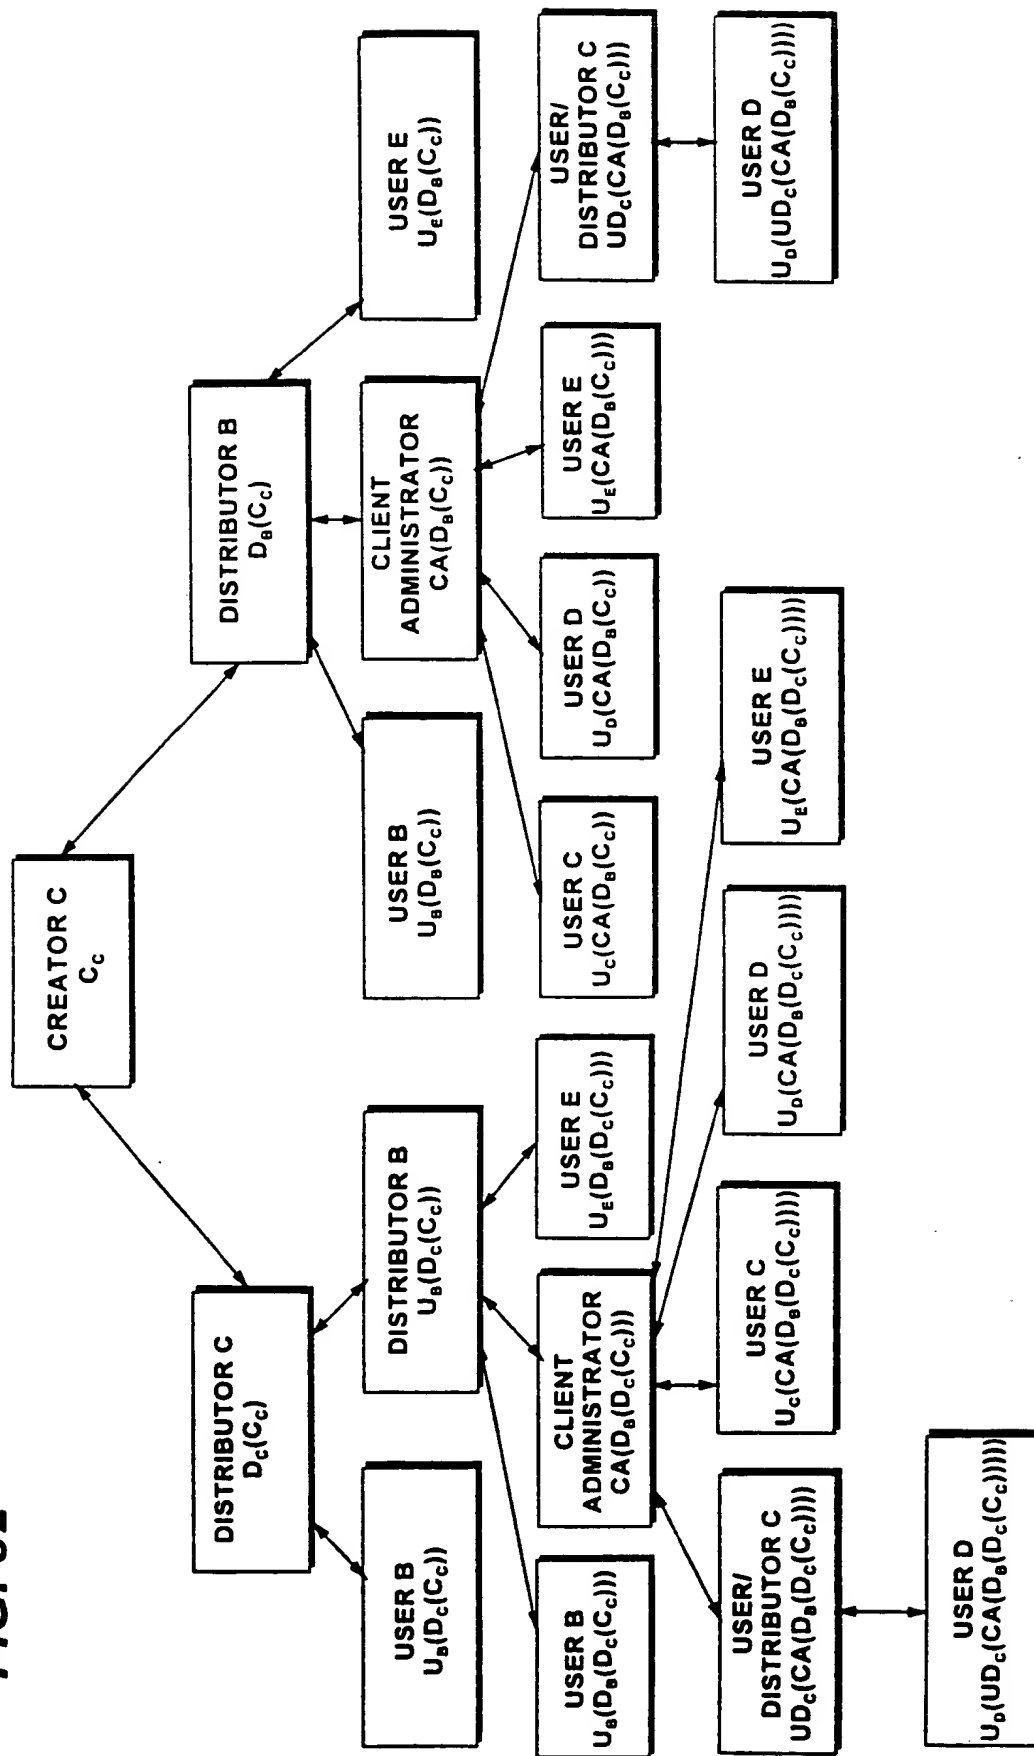 CREATOR C
C_C
DISTRIBUTOR C
D_C(C_C)
DISTRIBUTOR B
D_B(C_C)
USER B
U_B(D_C(C_C))
DISTRIBUTOR B
U_B(D_C(C_C))
USER B
U_B(D_B(C_C))
CLIENT
ADMINISTRATOR
CA(D_B(C_C))
USER E
U_E(D_B(C_C))
USER B
U_B(D_B(D_C(C_C)))
CLIENT
ADMINISTRATOR
CA(D_B(D_C(C_C)))
USER E
U_E(D_B(D_C(C_C)))
USER C
U_C(CA(D_B(C_C))
USER D
U_D(CA(D_B(C_C))
USER E
U_E(CA(D_B(C_C)))
USER/
DISTRIBUTOR C
UD_C(CA(D_B(C_C)))
USER/
DISTRIBUTOR C
UD_C(CA(D_B(D_C(C_C))))
USER C
U_C(CA(D_B(D_C(C_C))))
USER D
U_D(CA(D_B(D_C(C_C))))
USER E
U_E(CA(D_B(D_C(C_C))))
USER D
U_D(UD_C(CA(D_B(C_C))))
USER D
U_D(UD_C(CA(D_B(D_C(C_C)))))